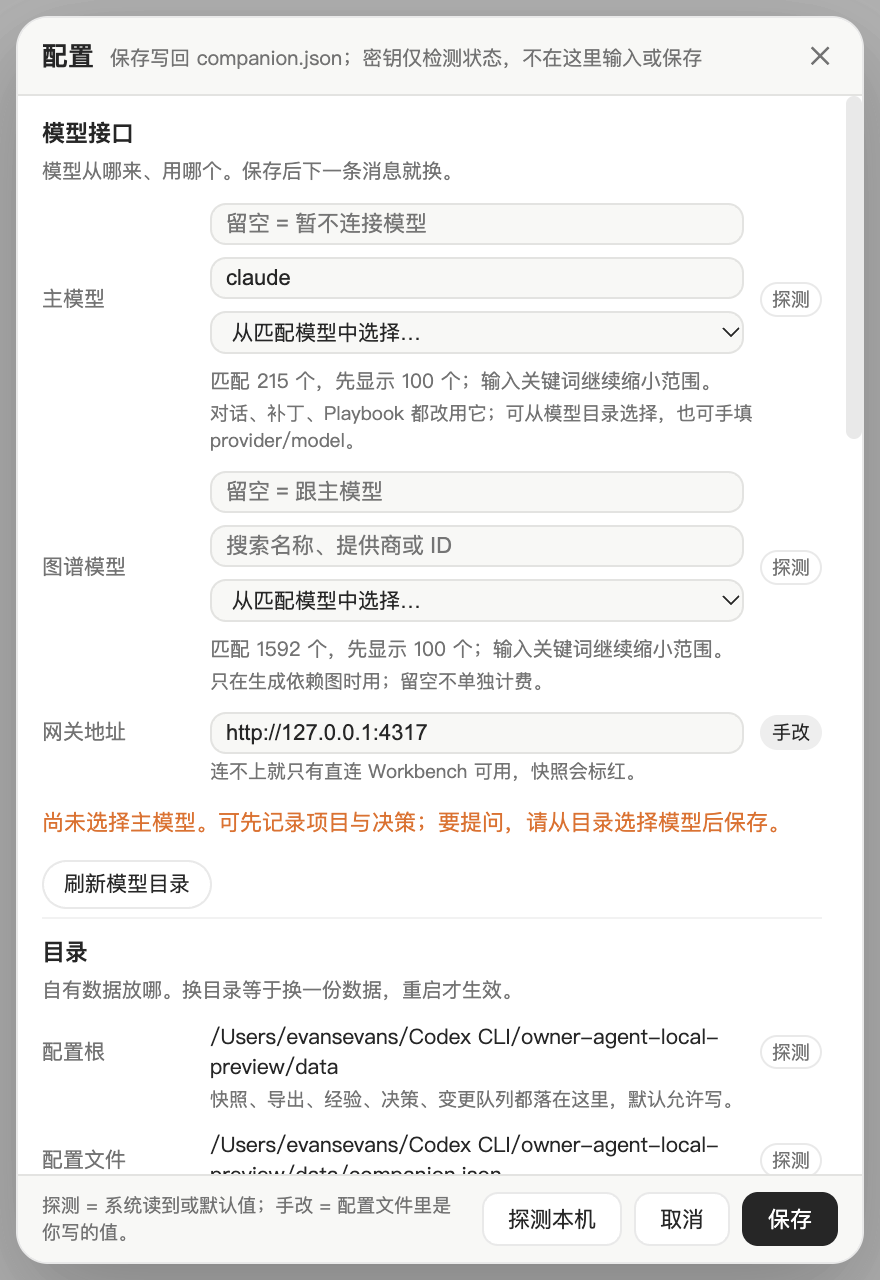 配置 保存写回 companion.json；密钥仅检测状态，不在这里输入或保存
模型接口
模型从哪来、用哪个。保存后下一条消息就换。
主模型
留空 = 暂不连接模型
claude
从匹配模型中选择…
探测
匹配 215 个，先显示 100 个；输入关键词继续缩小范围。
对话、补丁、Playbook 都改用它；可从模型目录选择，也可手填
provider/model。
图谱模型
留空 = 跟主模型
搜索名称、提供商或 ID
从匹配模型中选择…
探测
匹配 1592 个，先显示 100 个；输入关键词继续缩小范围。
只在生成依赖图时用；留空不单独计费。
网关地址
http://127.0.0.1:4317
手改
连不上就只有直连 Workbench 可用，快照会标红。
尚未选择主模型。可先记录项目与决策；要提问，请从目录选择模型后保存。
刷新模型目录
目录
自有数据放哪。换目录等于换一份数据，重启才生效。
配置根
/Users/evansevans/Codex CLI/owner-agent-local-
preview/data
探测
快照、导出、经验、决策、变更队列都落在这里，默认允许写。
配置文件
/Users/evansevans/Codex CLI/owner-agent-local-
preview/data/companion.json
探测
探测 = 系统读到或默认值；手改 = 配置文件里是
你写的值。
探测本机
取消
保存